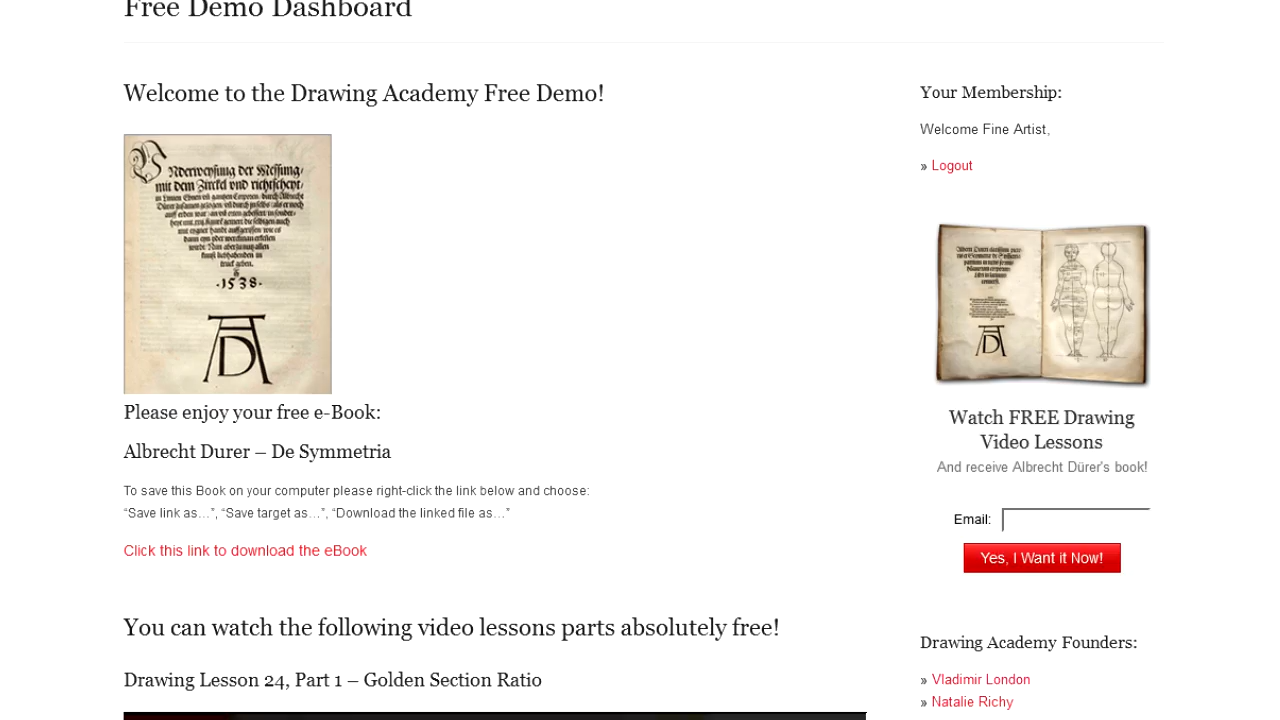 Free Demo Dashboard
Welcome to the Drawing Academy Free Demo!
·1538·
AD
Please enjoy your free e-Book:
Albrecht Durer – De Symmetria
To save this Book on your computer please right-click the link below and choose:
“Save link as…”, “Save target as…”, “Download the linked file as…”
Click this link to download the eBook
You can watch the following video lessons parts absolutely free!
Drawing Lesson 24, Part 1 – Golden Section Ratio
Your Membership:
Welcome Fine Artist,
» Logout
AD
Watch FREE Drawing
Video Lessons
And receive Albrecht Dürer's book!
Email:
Yes, I Want it Now!
Drawing Academy Founders:
» Vladimir London
» Natalie Richy